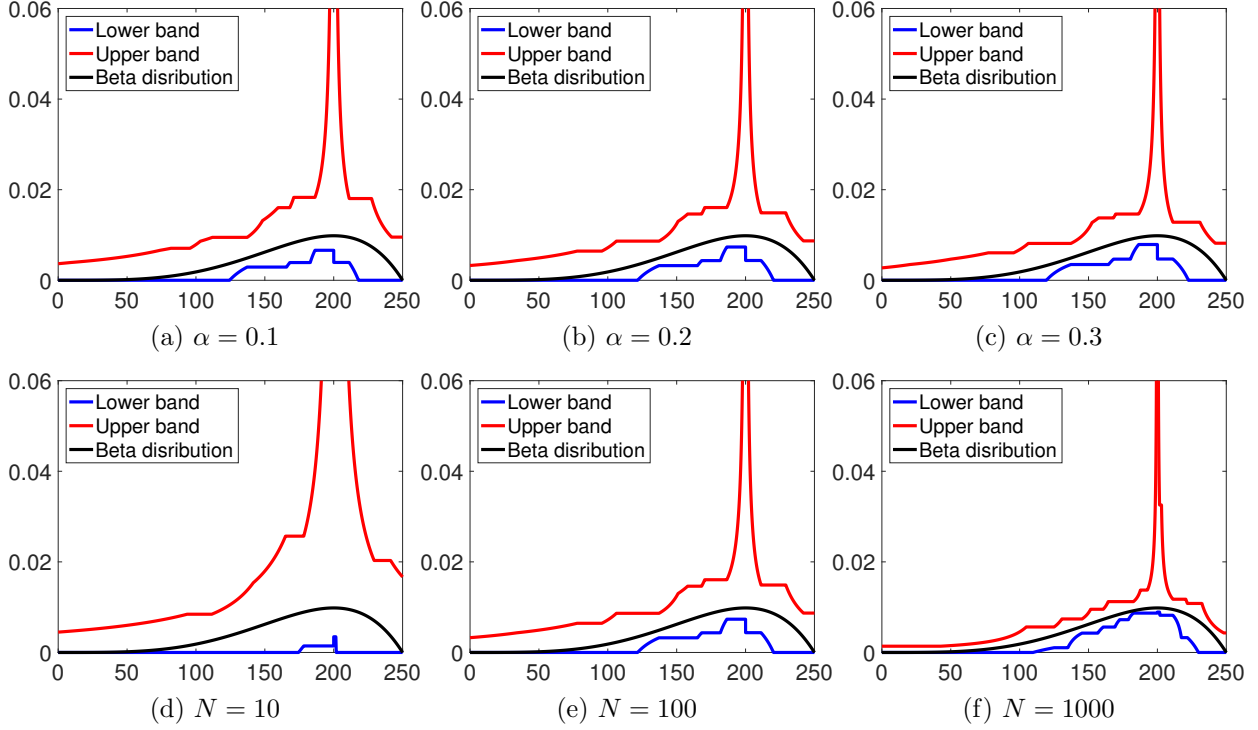 0.06 0.06 0.06
Lower band Lower band Lower band
Upper band Upper band Upper band
Beta disribution Beta disribution Beta disribution
0.04 0.04 0.04
0.02 0.02 0.02
0 0 0
0 50 100 150 200 250 0 50 100 150 200 250 0 50 100 150 200 250
(a) α = 0.1 (b) α = 0.2 (c) α = 0.3
0.06 0.06 0.06
Lower band Lower band Lower band
Upper band Upper band Upper band
Beta disribution Beta disribution Beta disribution
0.04 0.04 0.04
0.02 0.02 0.02
0 0 0
0 50 100 150 200 250 0 50 100 150 200 250 0 50 100 150 200 250
(d) N = 10 (e) N = 100 (f) N = 1000